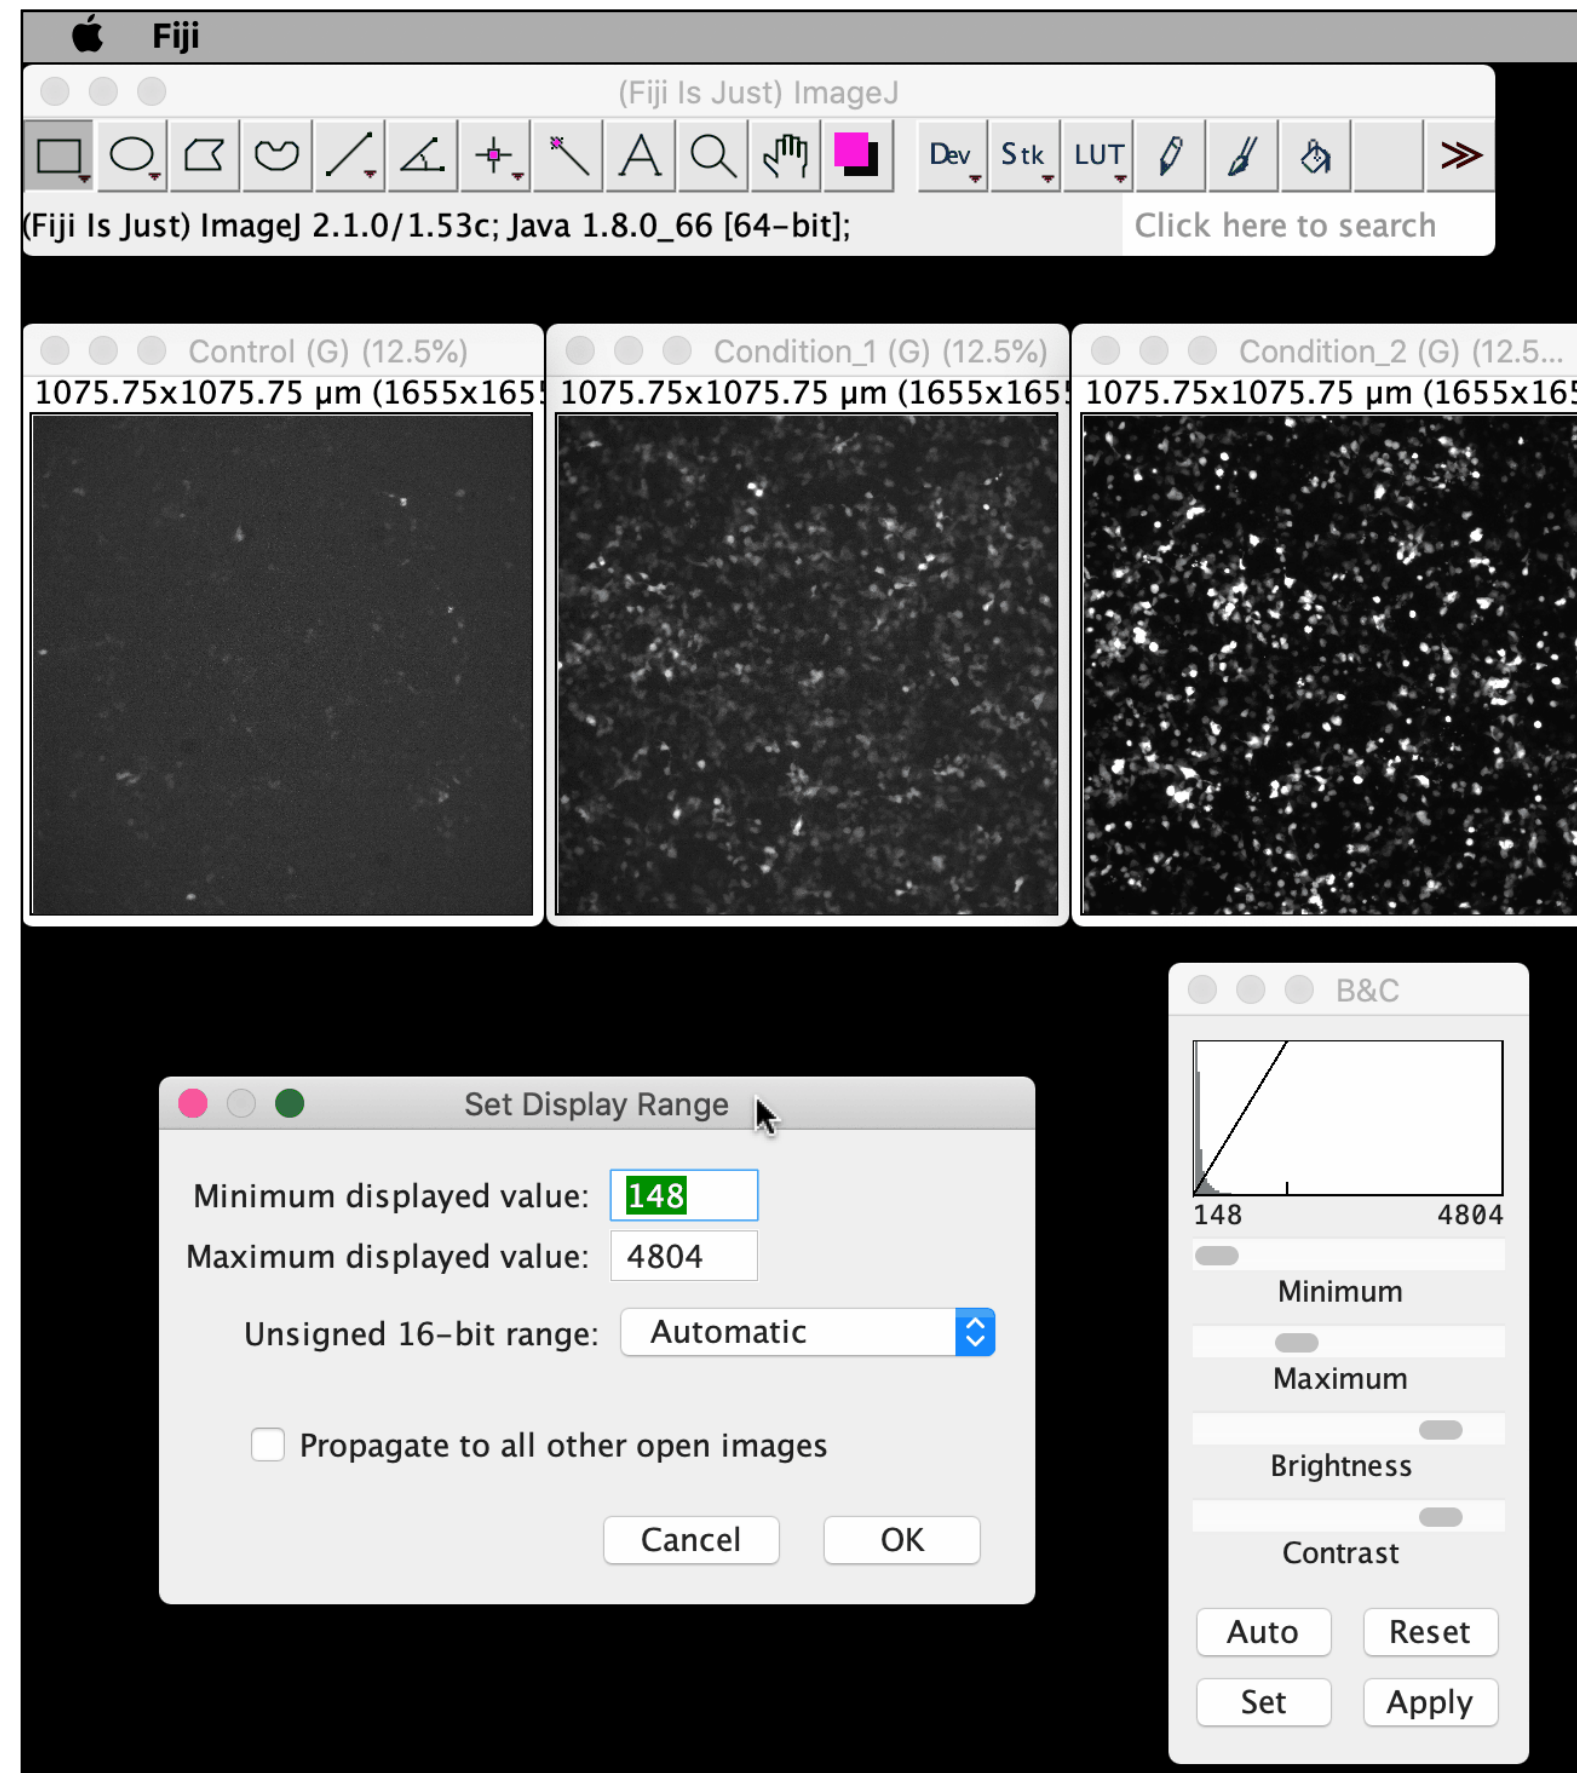 Fiji
(Fiji Is Just) ImageJ
A Dev Stk LUT
(Fiji Is Just) ImageJ 2.1.0/1.53c; Java 1.8.0_66 [64-bit];
Click here to search
Control (G) (12.5%)
1075.75x1075.75 µm (1655x165
Condition_1 (G) (12.5%)
1075.75x1075.75 µm (1655x165
Condition_2 (G) (12.5...
1075.75x1075.75 µm (1655x165
Set Display Range
Minimum displayed value: 148
Maximum displayed value: 4804
Unsigned 16-bit range: Automatic
Propagate to all other open images
Cancel OK
B&C
148 4804
Minimum
Maximum
Brightness
Contrast
Auto Reset
Set Apply